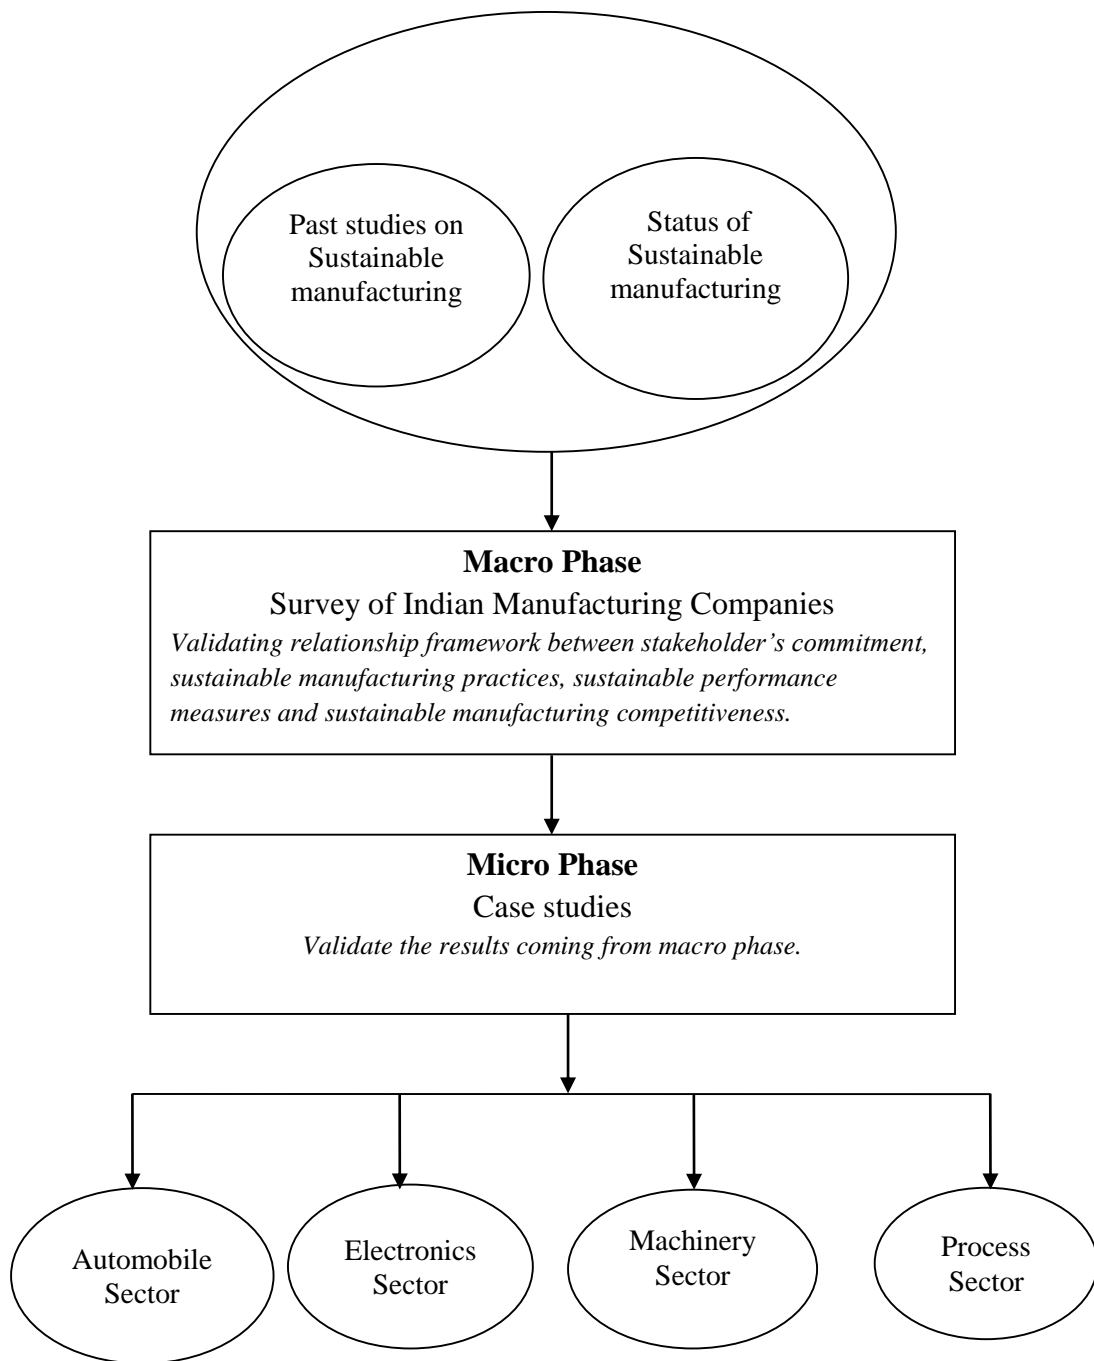 Past studies on
Sustainable
manufacturing
Status of
Sustainable
manufacturing
Macro Phase
Survey of Indian Manufacturing Companies
Validating relationship framework between stakeholder’s commitment,
sustainable manufacturing practices, sustainable performance
measures and sustainable manufacturing competitiveness.
Micro Phase
Case studies
Validate the results coming from macro phase.
Automobile
Sector
Electronics
Sector
Machinery
Sector
Process
Sector